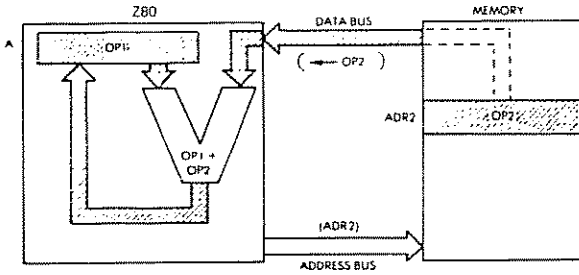 Z80
DATA BUS
MEMORY
A
OP1
( ← OP2 )
ADR2
OP2
OP1 +
OP2
(ADR2)
ADDRESS BUS